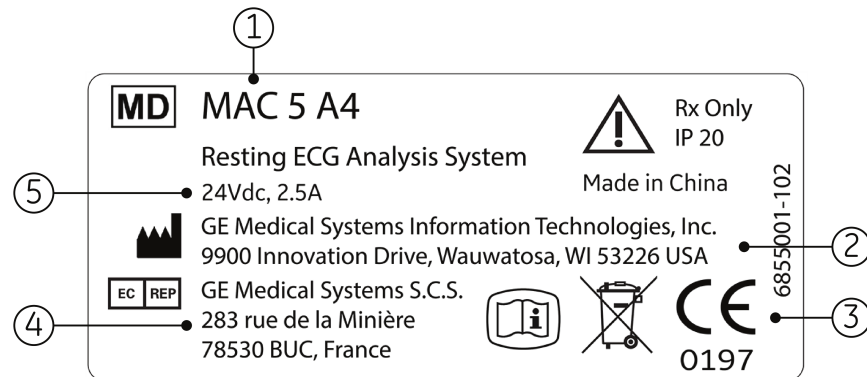 1
MD MAC 5 A4
Rx Only
IP 20
Resting ECG Analysis System
Made in China
5
24Vdc, 2.5A
6855001-102
GE Medical Systems Information Technologies, Inc.
9900 Innovation Drive, Wauwatosa, WI 53226 USA
2
EC REP
GE Medical Systems S.C.S.
283 rue de la Minière
78530 BUC, France
4
i
CE
0197
3